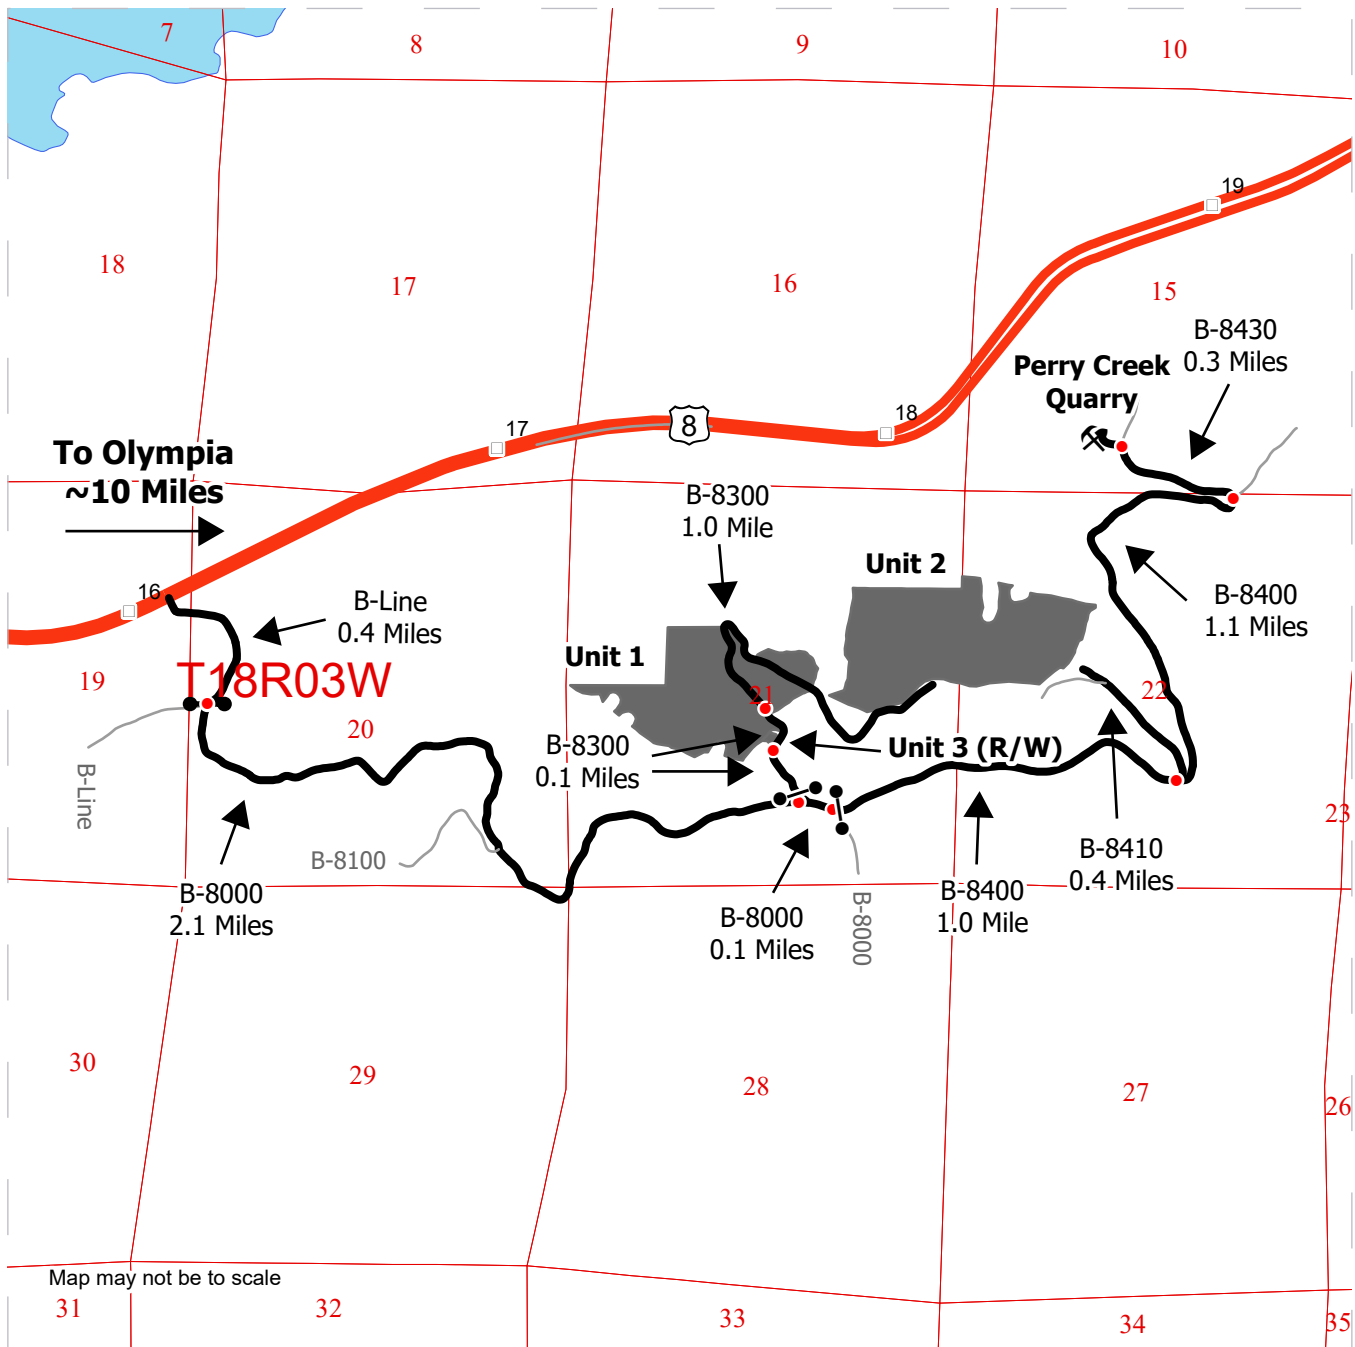 7
8
9
10
19
18
17
16
15
B-8430
0.3 Miles
Perry Creek
Quarry
18
17
8
To Olympia
~10 Miles
B-8300
1.0 Mile
Unit 2
16
B-Line
0.4 Miles
B-8400
1.1 Miles
Unit 1
19
T18R03W
21
22
20
B-8300
0.1 Miles
Unit 3 (R/W)
B-Line
23
B-8100
B-8410
0.4 Miles
B-8000
2.1 Miles
B-8000
0.1 Miles
B-8000
B-8400
1.0 Mile
30
29
28
27
26
Map may not be to scale
31
32
33
34
35